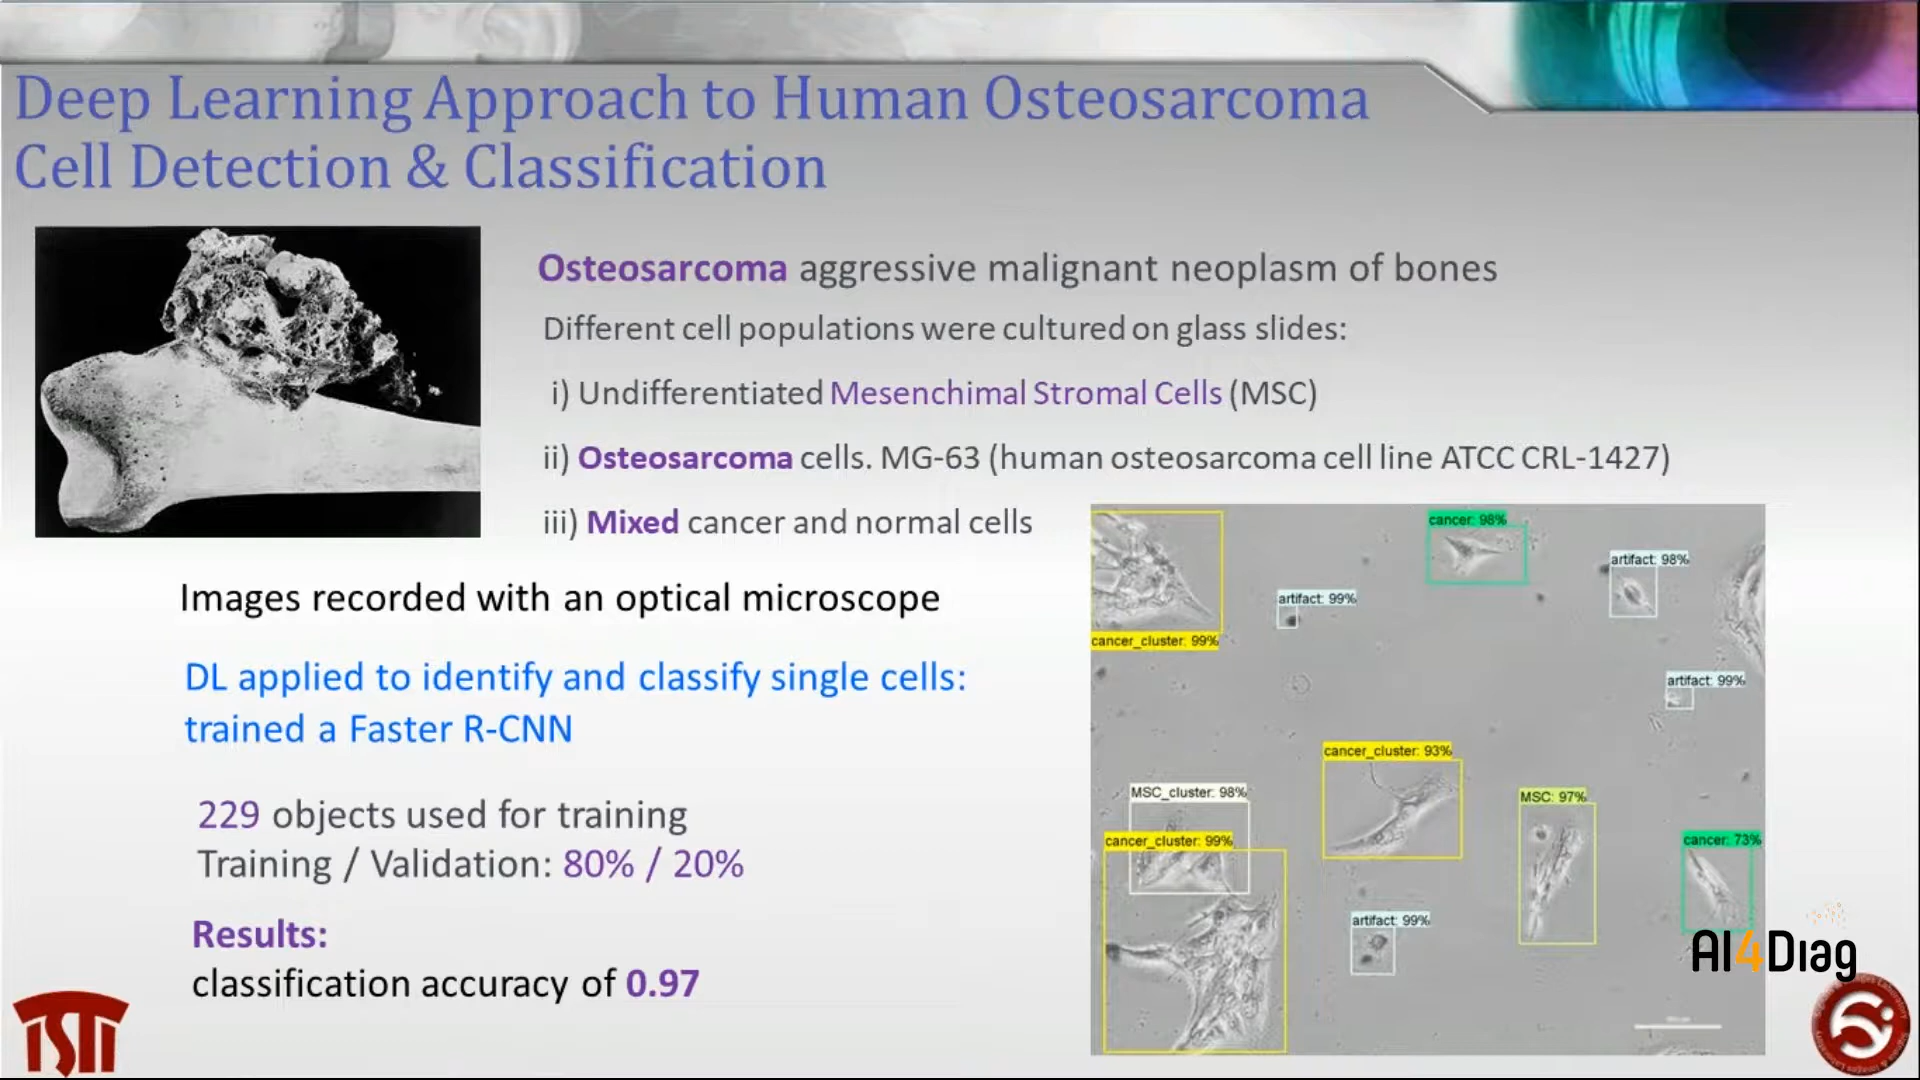 Deep Learning Approach to Human Osteosarcoma
Cell Detection & Classification
Osteosarcoma aggressive malignant neoplasm of bones
Different cell populations were cultured on glass slides:
i) Undifferentiated Mesenchimal Stromal Cells (MSC)
ii) Osteosarcoma cells. MG-63 (human osteosarcoma cell line ATCC CRL-1427)
iii) Mixed cancer and normal cells
Images recorded with an optical microscope
DL applied to identify and classify single cells:
trained a Faster R-CNN
229 objects used for training
Training / Validation: 80% / 20%
Results:
classification accuracy of 0.97
cancer: 98%
artifact: 98%
artifact: 99%
cancer_cluster: 99%
artifact: 99%
cancer_cluster: 93%
MSC_cluster: 98%
MSC: 97%
cancer_cluster: 99%
cancer: 73%
artifact: 99%
AI4Diag
ISTI